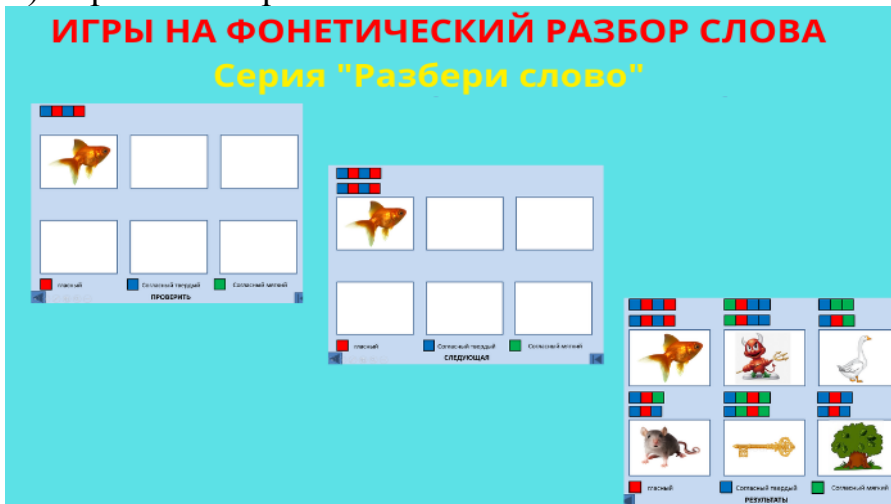 ИГРЫ НА ФОНЕТИЧЕСКИЙ РАЗБОР СЛОВА
Серия "Разбери слово"
гласный Согласный твердый Согласный мягкий
ПРОВЕРИТЬ
гласный Согласный твердый Согласный мягкий
СЛЕДУЮЩАЯ
гласный Согласный твердый Согласный мягкий
РЕЗУЛЬТАТЫ